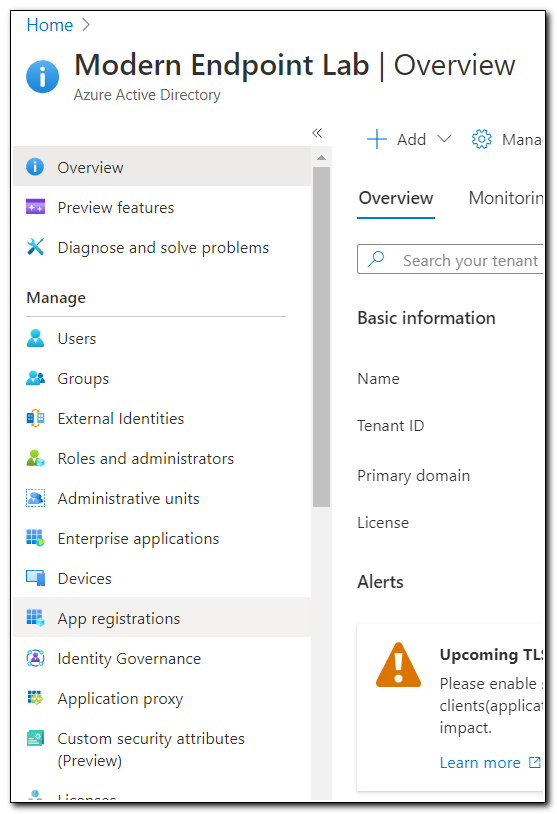 Home
Modern Endpoint Lab | Overview
Azure Active Directory
«
Add
Overview
Preview features
Diagnose and solve problems
Manage
Users
Groups
External Identities
Roles and administrators
Administrative units
Enterprise applications
Devices
App registrations
Identity Governance
Application proxy
Custom security attributes
(Preview)
Licenses
Mana
Overview
Monitorin
Search your tenant
Basic information
Name
Tenant ID
Primary domain
License
Alerts
Upcoming TLS
Please enable
clients(applicat
impact.
Learn more